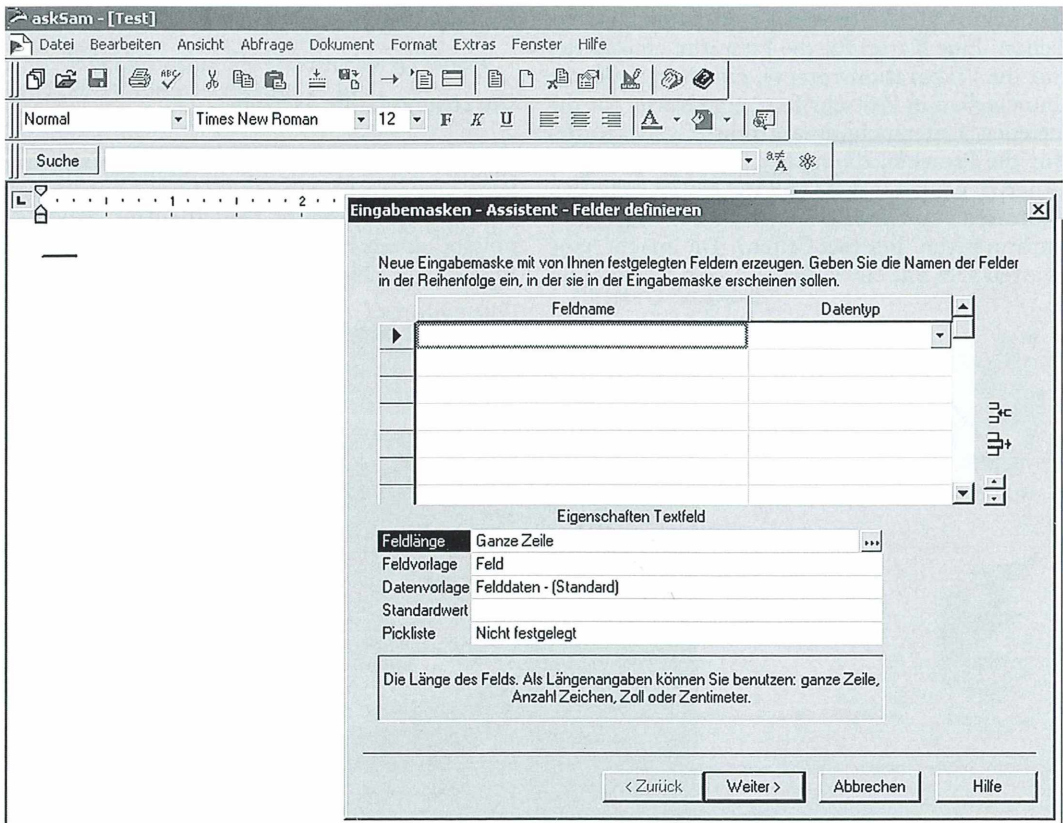 askSam - [Test]
Datei Bearbeiten Ansicht Abfrage Dokument Format Extras Fenster Hilfe
Normal Times New Roman 12 F K U A
Suche
1 2
Eingabemasken - Assistent - Felder definieren
Neue Eingabemaske mit von Ihnen festgelegten Feldern erzeugen. Geben Sie die Namen der Felder
in der Reihenfolge ein, in der sie in der Eingabemaske erscheinen sollen.
Feldname Datentyp
Eigenschaften Textfeld
Feldlänge Ganze Zeile ...
Feldvorlage Feld
Datenvorlage Felddaten - (Standard)
Standardwert
Pickliste Nicht festgelegt
Die Länge des Felds. Als Längenangaben können Sie benutzen: ganze Zeile,
Anzahl Zeichen, Zoll oder Zentimeter.
< Zurück Weiter > Abbrechen Hilfe